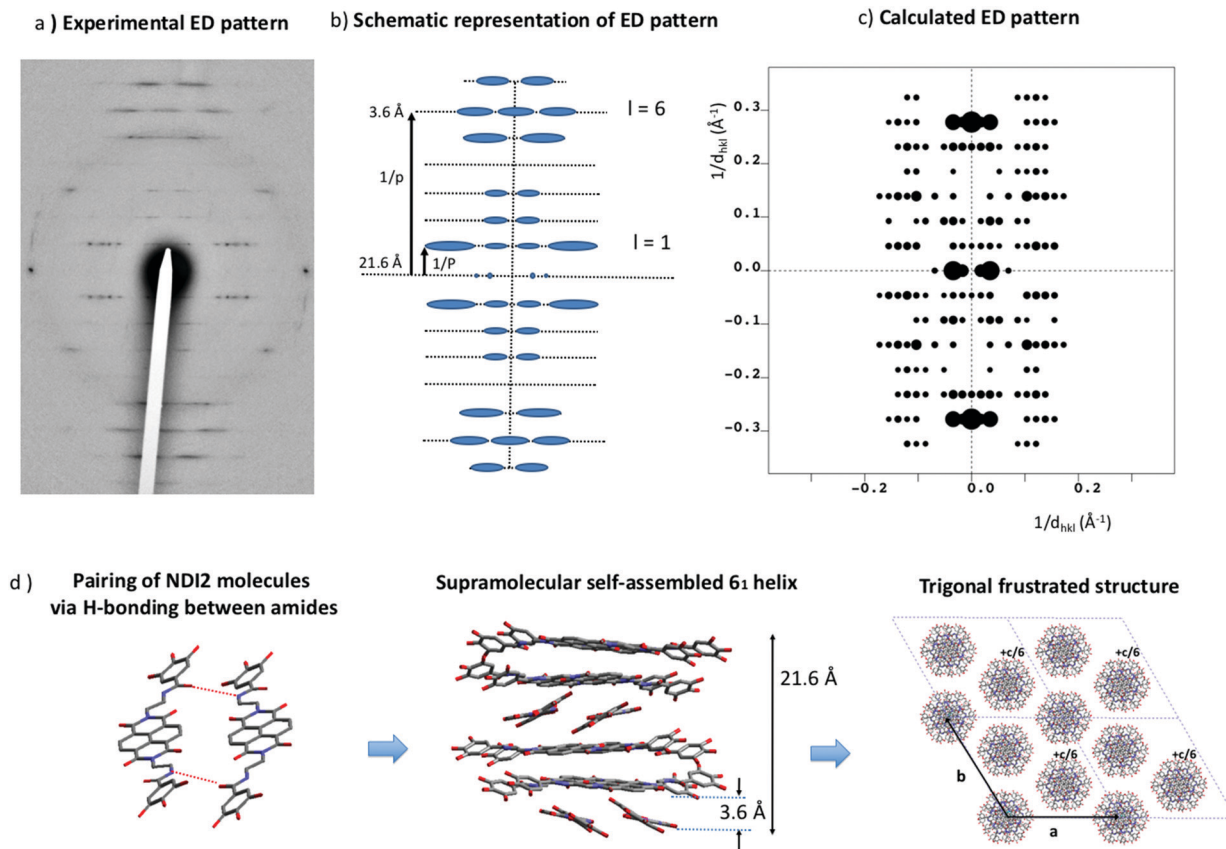 a ) Experimental ED pattern
b) Schematic representation of ED pattern
3.6 Å
l = 6
1/p
l = 1
21.6 Å
1/P
c) Calculated ED pattern
1/dhkl (Å-1)
0.3
0.2
0.1
0.0
-0.1
-0.2
-0.3
-0.2
0.0
0.2
1/dhkl (Å-1)
d )
Pairing of NDI2 molecules
via H-bonding between amides
Supramolecular self-assembled 61 helix
21.6 Å
3.6 Å
Trigonal frustrated structure
+c/6
+c/6
+c/6
+c/6
b
a